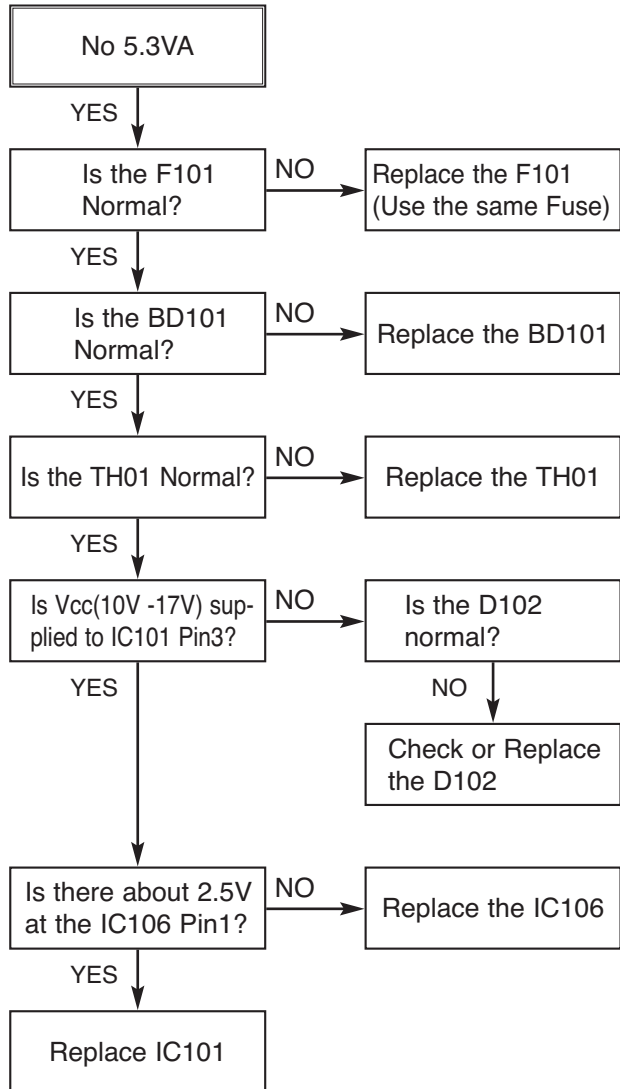 No 5.3VA
YES
Is the F101
Normal?
NO
Replace the F101
(Use the same Fuse)
YES
Is the BD101
Normal?
NO
Replace the BD101
YES
Is the TH01 Normal?
NO
Replace the TH01
YES
Is Vcc(10V -17V) sup-
plied to IC101 Pin3?
NO
Is the D102
normal?
YES
NO
Check or Replace
the D102
Is there about 2.5V
at the IC106 Pin1?
NO
Replace the IC106
YES
Replace IC101